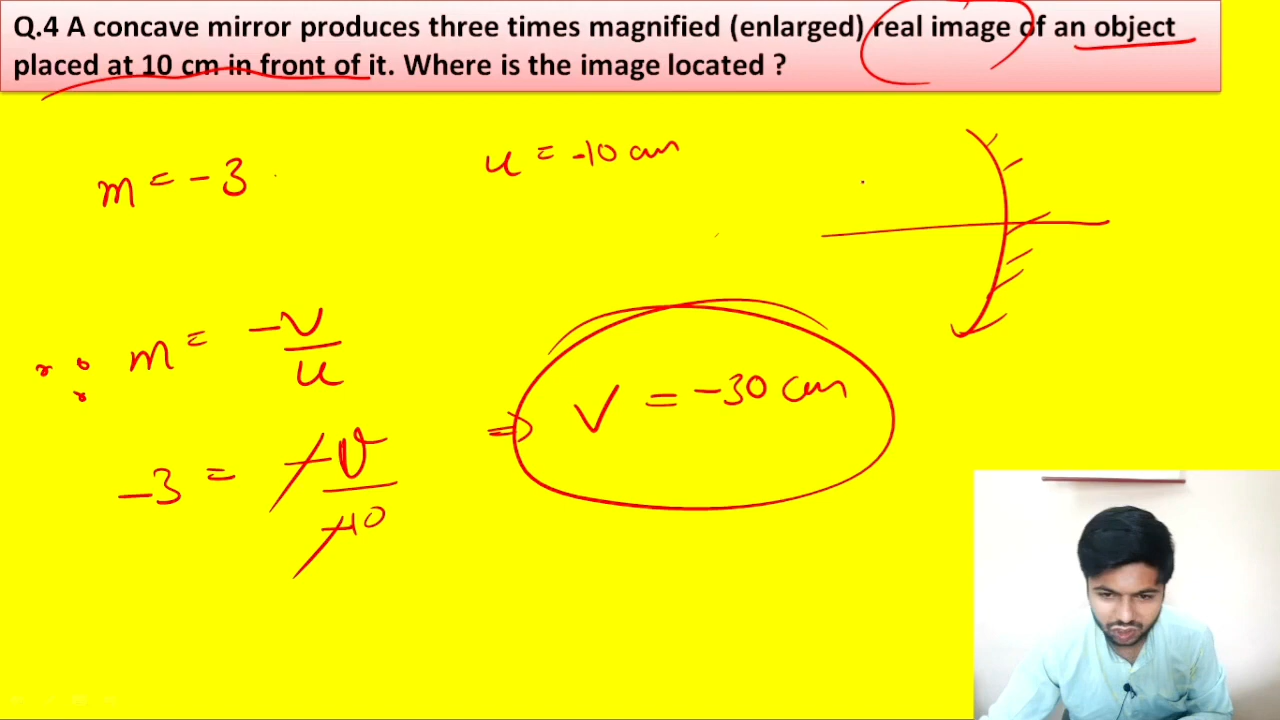 Q.4 A concave mirror produces three times magnified (enlarged) real image of an object
placed at 10 cm in front of it. Where is the image located ?
m = -3
u = -10 cm
∴ m = -v/u
-3 = -v/-10
⇒ v = -30 cm